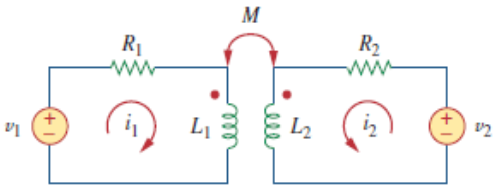 M
R₁ R₂
v₁ + − i₁ L₁ L₂ i₂ + − v₂